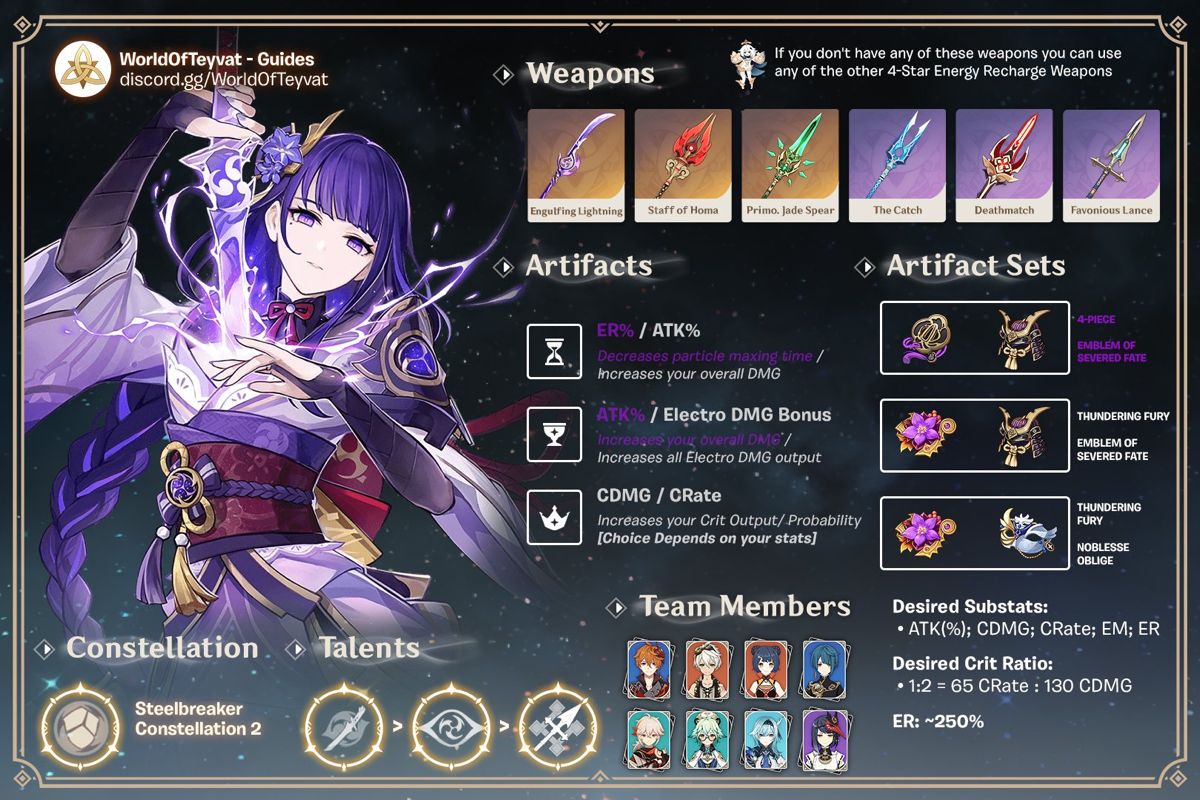 WorldOfTeyvat - Guides
discord.gg/WorldOfTeyvat
Weapons
If you don't have any of these weapons you can use
any of the other 4-Star Energy Recharge Weapons
Engulfing Lightning
Staff of Homa
Primo. Jade Spear
The Catch
Deathmatch
Favonious Lance
Artifacts
ER% / ATK%
Decreases particle maxing time /
Increases your overall DMG
ATK% / Electro DMG Bonus
Increases your overall DMG /
Increases all Electro DMG output
CDMG / CRate
Increases your Crit Output/ Probability
[Choice Depends on your stats]
Artifact Sets
4-PIECE
EMBLEM OF
SEVERED FATE
THUNDERING FURY
EMBLEM OF
SEVERED FATE
THUNDERING
FURY
NOBLESSE
OBLIGE
Constellation
Steelbreaker
Constellation 2
Talents
>
>
Team Members
Desired Substats:
• ATK(%); CDMG; CRate; EM; ER
Desired Crit Ratio:
• 1:2 = 65 CRate : 130 CDMG
ER: ~250%